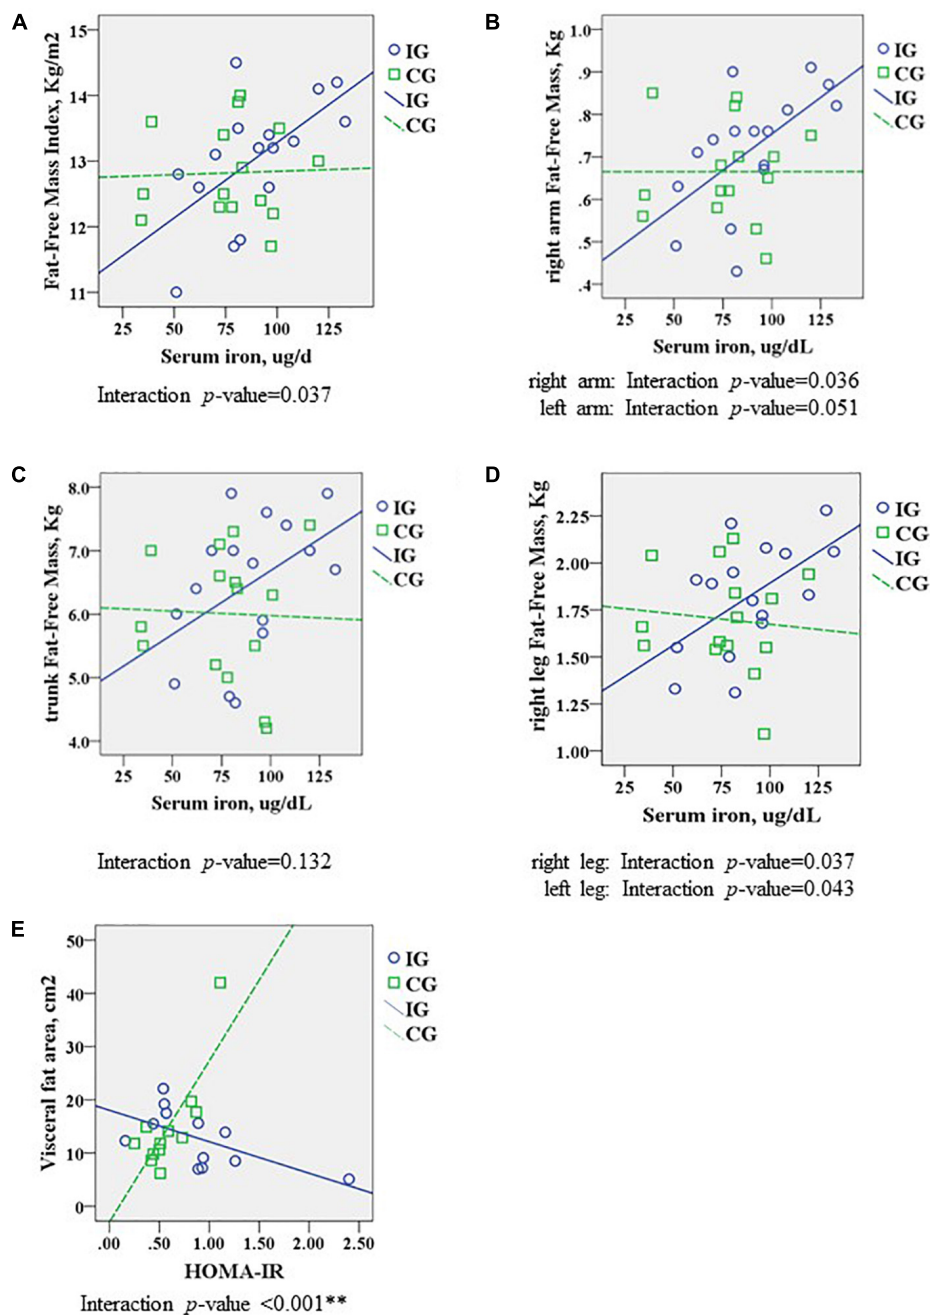 A
Fat-Free Mass Index, Kg/m2
15
14
13
12
11
25 50 75 100 125
Serum iron, ug/d
IG
CG
IG
CG
Interaction p-value=0.037
B
right arm Fat-Free Mass, Kg
1.0
.9
.8
.7
.6
.5
.4
25 50 75 100 125
Serum iron, ug/dL
IG
CG
IG
CG
right arm: Interaction p-value=0.036
left arm: Interaction p-value=0.051
C
trunk Fat-Free Mass, Kg
8.0
7.0
6.0
5.0
4.0
25 50 75 100 125
Serum iron, ug/dL
IG
CG
IG
CG
Interaction p-value=0.132
D
right leg Fat-Free Mass, Kg
2.25
2.00
1.75
1.50
1.25
1.00
25 50 75 100 125
Serum iron, ug/dL
IG
CG
IG
CG
right leg: Interaction p-value=0.037
left leg: Interaction p-value=0.043
E
Visceral fat area, cm2
50
40
30
20
10
0
.00 .50 1.00 1.50 2.00 2.50
HOMA-IR
IG
CG
IG
CG
Interaction p-value <0.001**